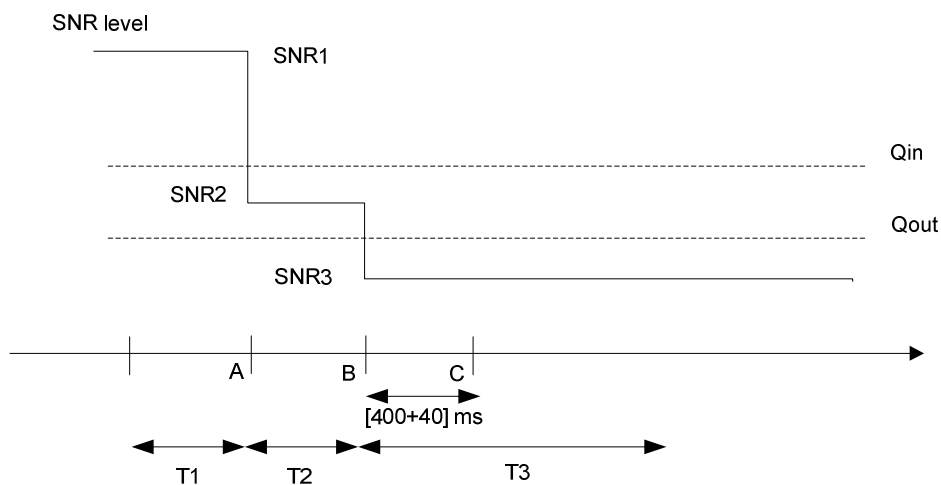 SNR level
SNR1
Qin
SNR2
Qout
SNR3
A
B
C
[400+40] ms
T1
T2
T3